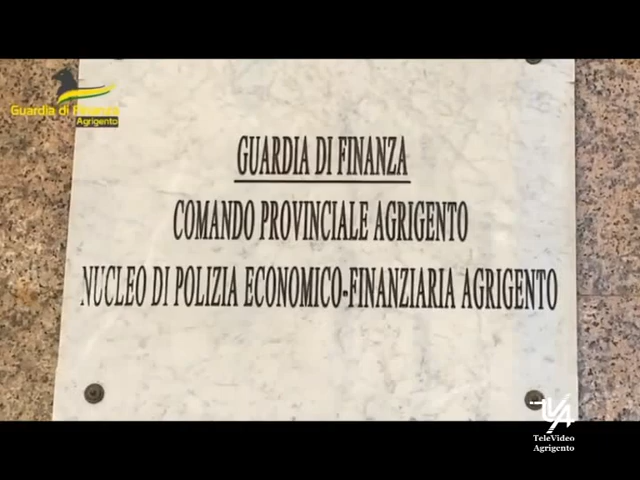 Guardia di Finanza
Agrigento
GUARDIA DI FINANZA
COMANDO PROVINCIALE AGRIGENTO
NUCLEO DI POLIZIA ECONOMICO-FINANZIARIA AGRIGENTO
TeleVideo
Agrigento